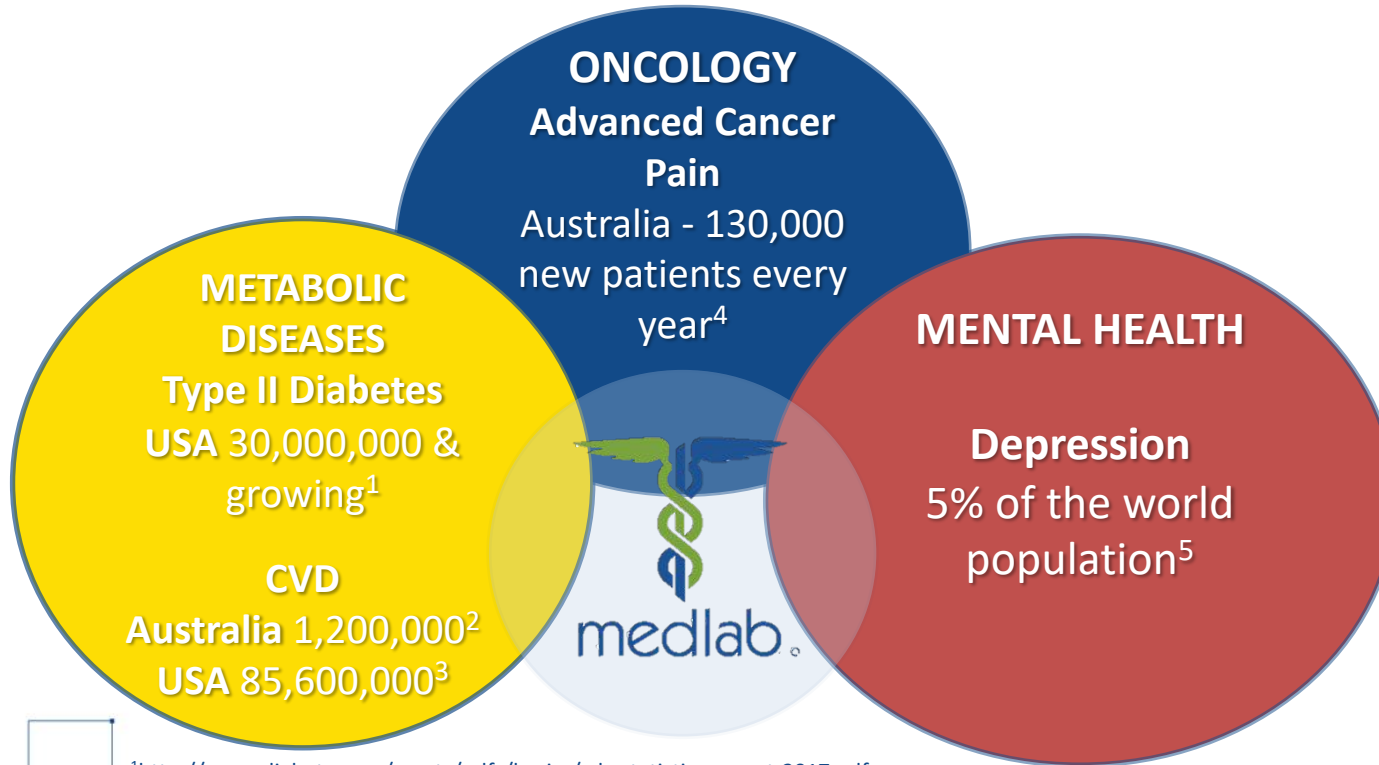 ONCOLOGY
Advanced Cancer
Pain
Australia - 130,000
new patients every
year⁴
METABOLIC
DISEASES
Type II Diabetes
USA 30,000,000 &
growing¹
CVD
Australia 1,200,000²
USA 85,600,000³
MENTAL HEALTH
Depression
5% of the world
population⁵
medlab